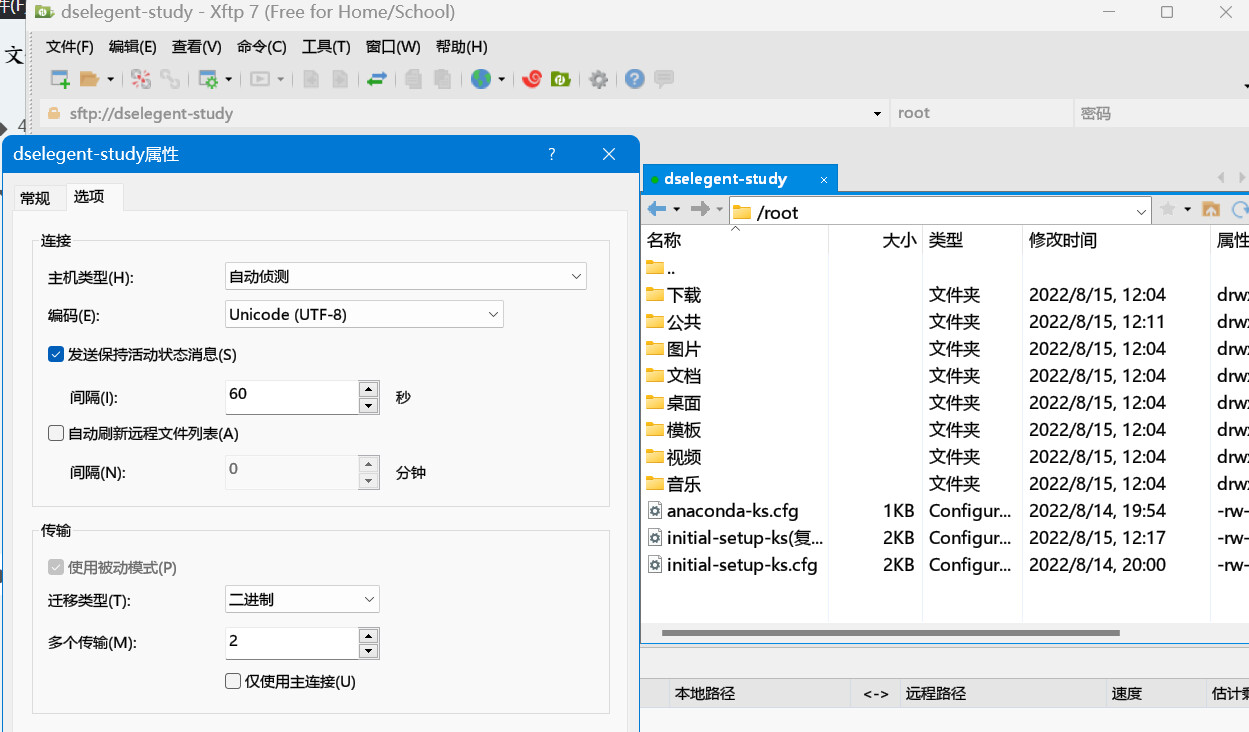 件(F
dselegent-study - Xftp 7 (Free for Home/School)
文
文件(F) 编辑(E) 查看(V) 命令(C) 工具(T) 窗口(W) 帮助(H)
4
sftp://dselegent-study root 密码
dselegent-study属性 ?
常规 选项
连接
主机类型(H): 自动侦测
编码(E): Unicode (UTF-8)
发送保持活动状态消息(S)
间隔(I): 60 秒
自动刷新远程文件列表(A)
间隔(N): 0 分钟
传输
使用被动模式(P)
迁移类型(T): 二进制
多个传输(M): 2
仅使用主连接(U)
dselegent-study ×
/root
名称 大小 类型 修改时间 属性
..
下载 文件夹 2022/8/15, 12:04 drwx
公共 文件夹 2022/8/15, 12:11 drwx
图片 文件夹 2022/8/15, 12:04 drwx
文档 文件夹 2022/8/15, 12:04 drwx
桌面 文件夹 2022/8/15, 12:04 drwx
模板 文件夹 2022/8/15, 12:04 drwx
视频 文件夹 2022/8/15, 12:04 drwx
音乐 文件夹 2022/8/15, 12:04 drwx
anaconda-ks.cfg 1KB Configur... 2022/8/14, 19:54 -rw-
initial-setup-ks(复... 2KB Configur... 2022/8/15, 12:17 -rw-
initial-setup-ks.cfg 2KB Configur... 2022/8/14, 20:00 -rw-
本地路径 <-> 远程路径 速度 估计剩